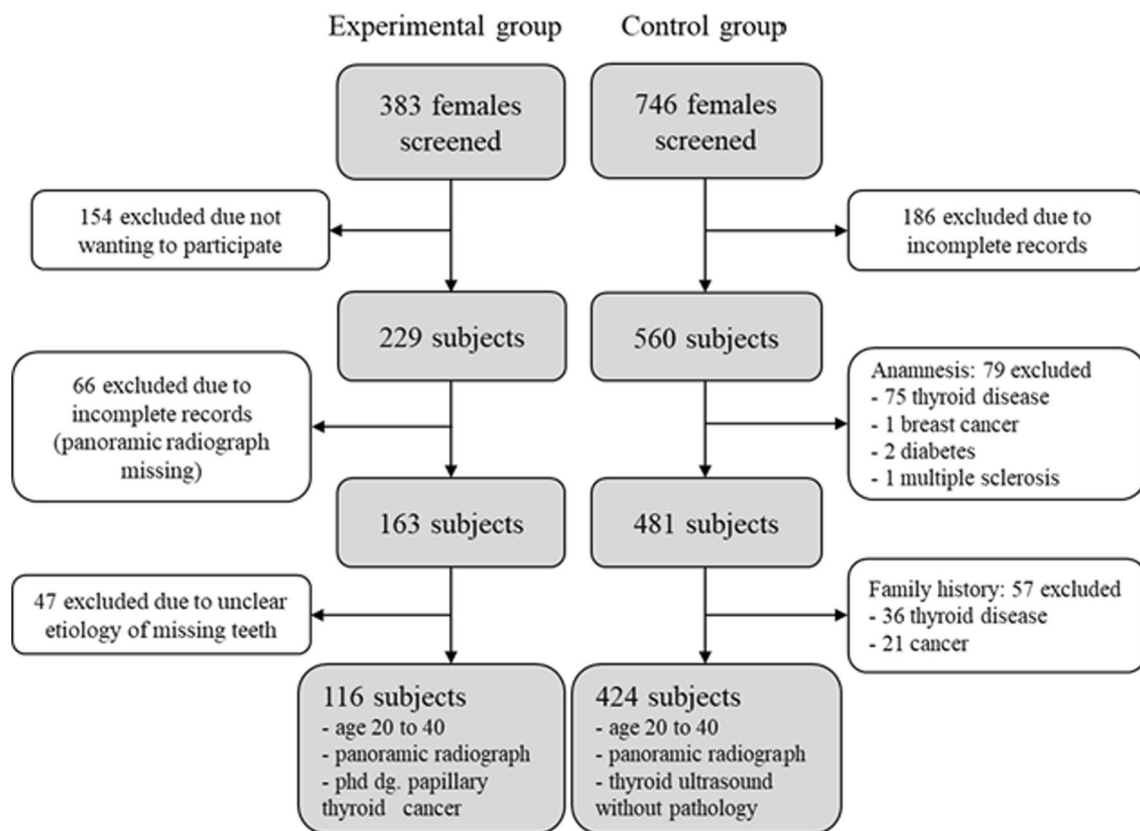 Experimental group
Control group
383 females
screened
746 females
screened
154 excluded due not
wanting to participate
186 excluded due to
incomplete records
229 subjects
560 subjects
66 excluded due to
incomplete records
(panoramic radiograph
missing)
Anamnesis: 79 excluded
- 75 thyroid disease
- 1 breast cancer
- 2 diabetes
- 1 multiple sclerosis
163 subjects
481 subjects
47 excluded due to unclear
etiology of missing teeth
Family history: 57 excluded
- 36 thyroid disease
- 21 cancer
116 subjects
- age 20 to 40
- panoramic radiograph
- phd dg. papillary
thyroid cancer
424 subjects
- age 20 to 40
- panoramic radiograph
- thyroid ultrasound
without pathology